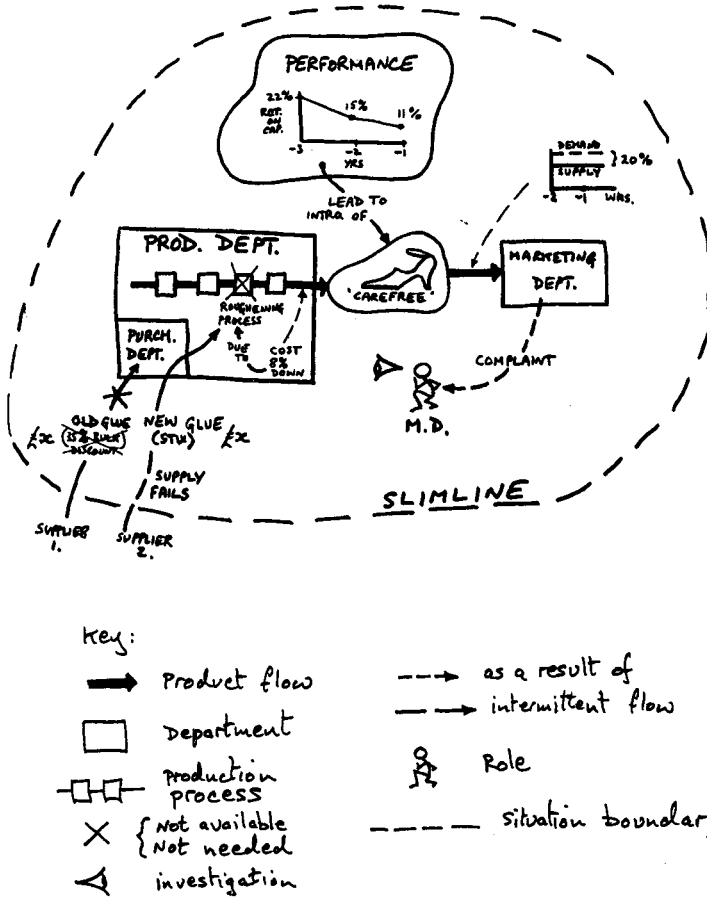 PERFORMANCE
22%
15%
11%
RET.
ON
CAP.
-3
-2
-1
YRS
DEMAND
20%
SUPPLY
-2
-1
WKS.
LEAD TO
INTRO OF
PROD. DEPT.
MARKETING
DEPT.
'CAREFREE'
ROUGHENING
PROCESS
PURCH.
DEPT.
DUE
TO
COST
8%
DOWN
COMPLAINT
M.D.
OLD GLUE
£x
(35% BULK
DISCOUNT)
NEW GLUE
£x
SUPPLY
FAILS
SLIMLINE
SUPPLIER
1.
SUPPLIER
2.
Key:
Product flow
Department
Production
process
Not available
Not needed
investigation
as a result of
intermittent flow
Role
situation boundary